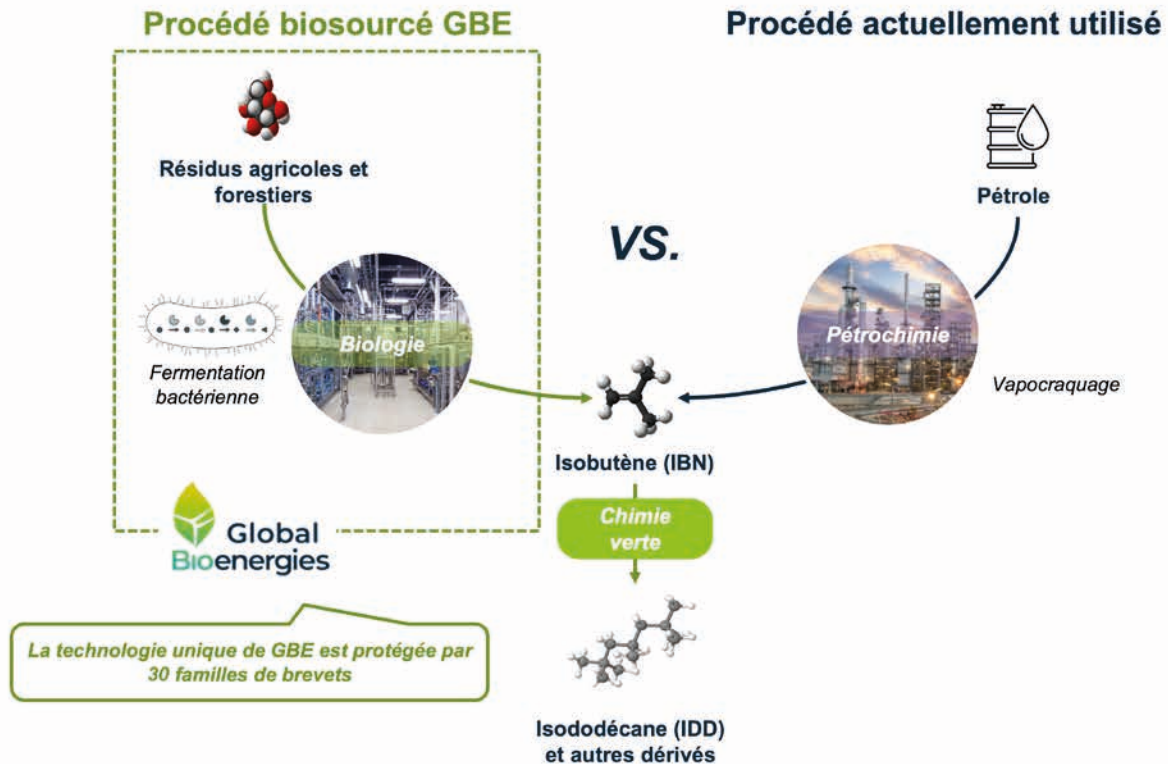 Procédé biosourcé GBE
Procédé actuellement utilisé
Résidus agricoles et
forestiers
Pétrole
VS.
Biologie
Pétrochimie
Fermentation
bactérienne
Vapocraquage
Isobutène (IBN)
Chimie
verte
Global
Bioenergies
La technologie unique de GBE est protégée par
30 familles de brevets
Isododécane (IDD)
et autres dérivés